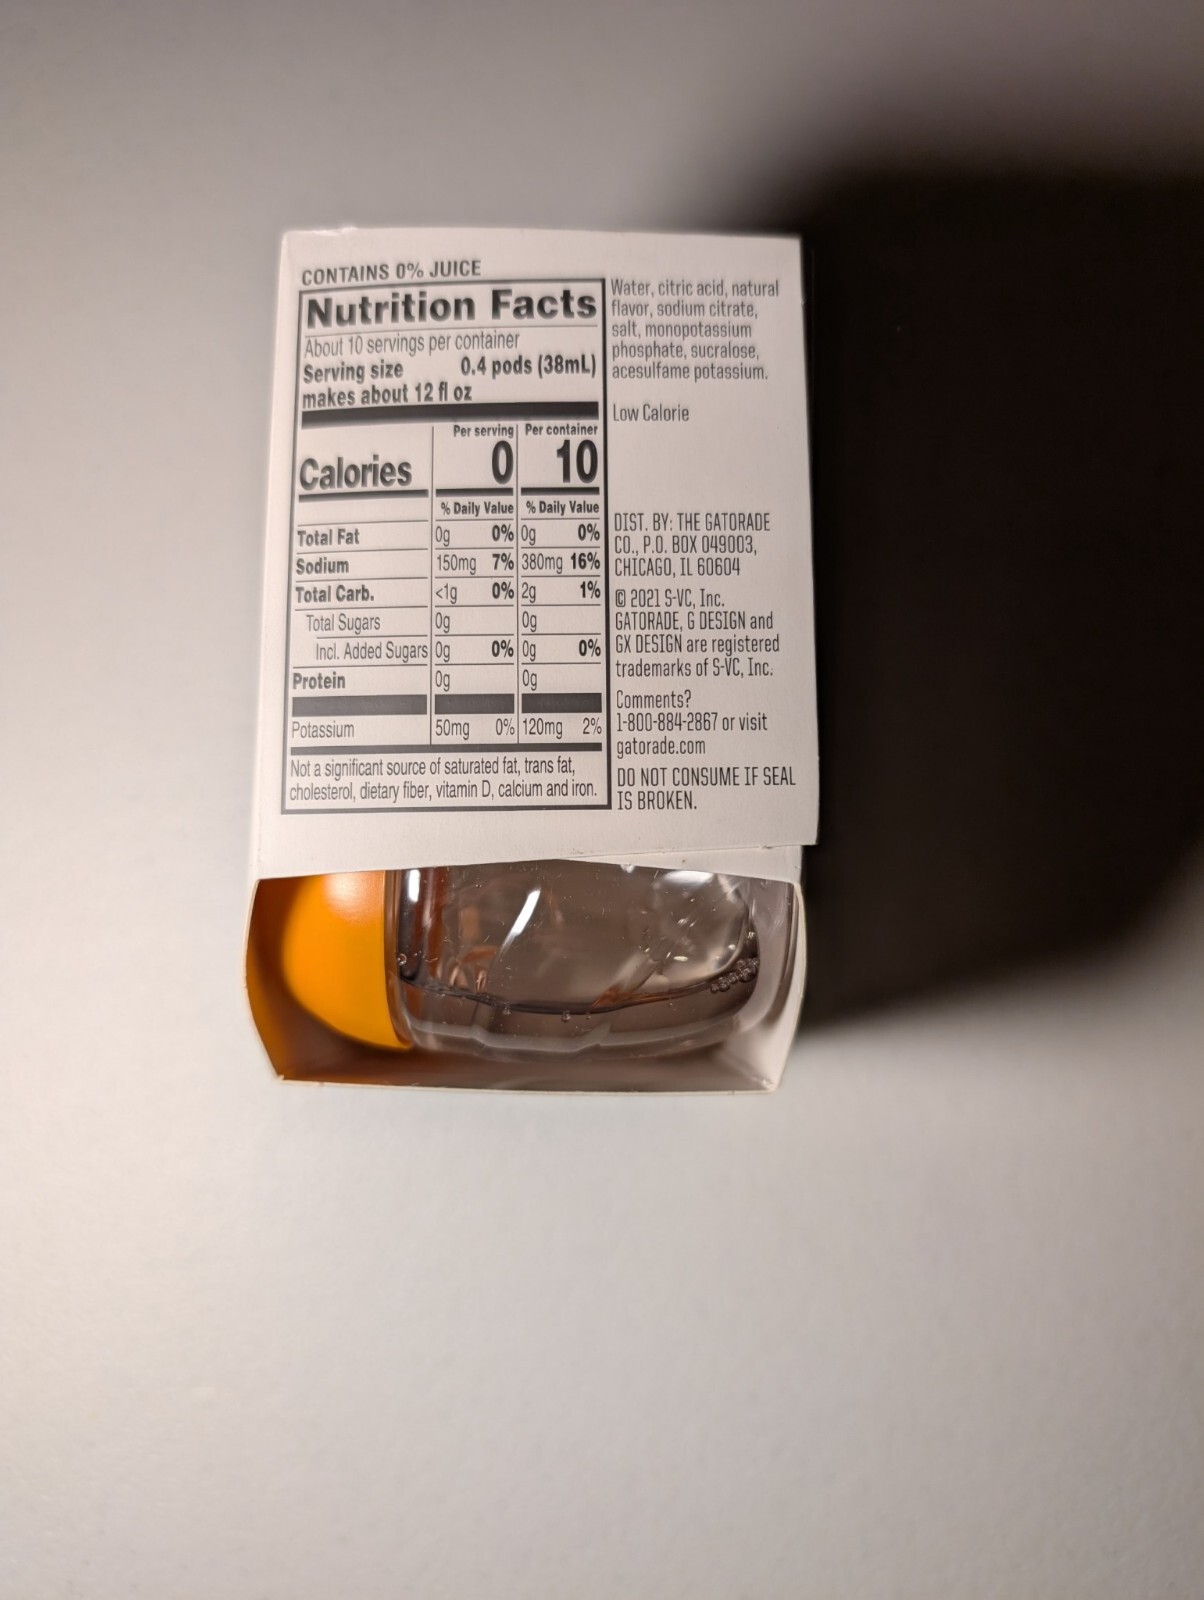 CONTAINS 0% JUICE
Nutrition Facts
About 10 servings per container
Serving size 0.4 pods (38mL)
makes about 12 fl oz
Per serving Per container
Calories 0 10
% Daily Value % Daily Value
Total Fat 0g 0% 0g 0%
Sodium 150mg 7% 380mg 16%
Total Carb. <1g 0% 2g 1%
Total Sugars 0g 0g
Incl. Added Sugars 0g 0% 0g 0%
Protein 0g 0g
Potassium 50mg 0% 120mg 2%
Not a significant source of saturated fat, trans fat,
cholesterol, dietary fiber, vitamin D, calcium and iron.
Water, citric acid, natural
flavor, sodium citrate,
salt, monopotassium
phosphate, sucralose,
acesulfame potassium.
Low Calorie
DIST. BY: THE GATORADE
CO., P.O. BOX 049003,
CHICAGO, IL 60604
© 2021 S-VC, Inc.
GATORADE, G DESIGN and
GX DESIGN are registered
trademarks of S-VC, Inc.
Comments?
1-800-884-2867 or visit
gatorade.com
DO NOT CONSUME IF SEAL
IS BROKEN.